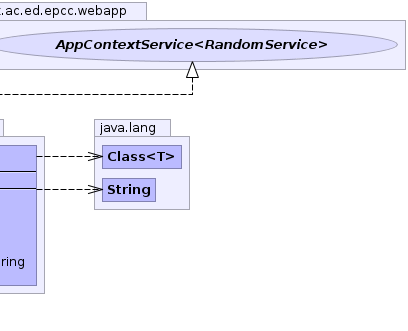 .ac.ed.epcc.webapp
AppContextService<RandomService>
java.lang
Class<T>
String
ring